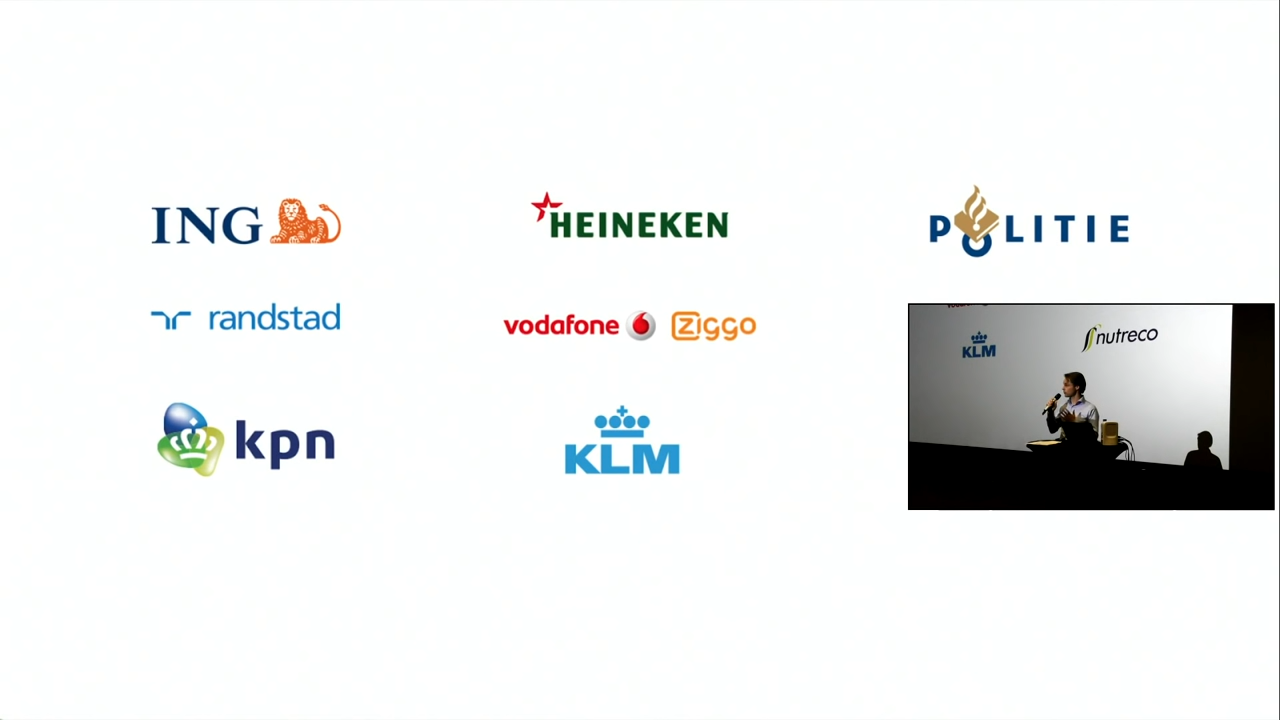 ING HEINEKEN POLITIE
randstad vodafone ziggo
kpn KLM
KLM nutreco